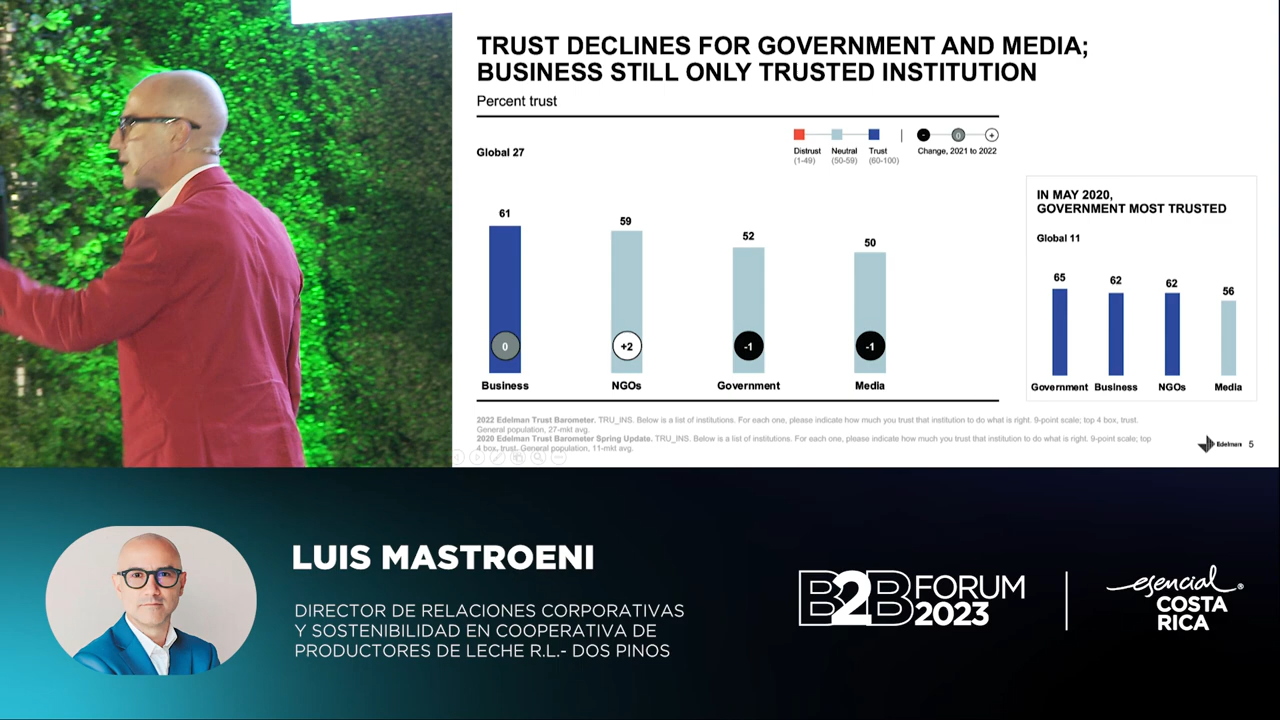 TRUST DECLINES FOR GOVERNMENT AND MEDIA;
BUSINESS STILL ONLY TRUSTED INSTITUTION
Percent trust
Global 27
Distrust
(1-49)
Neutral
(50-59)
Trust
(60-100)
-
0
+
Change, 2021 to 2022
61
59
52
50
0
+2
-1
-1
Business
NGOs
Government
Media
IN MAY 2020,
GOVERNMENT MOST TRUSTED
Global 11
65
62
62
56
Government
Business
NGOs
Media
2022 Edelman Trust Barometer. TRU_INS. Below is a list of institutions. For each one, please indicate how much you trust that institution to do what is right. 9-point scale; top 4 box, trust.
General population, 27-mkt avg.
2020 Edelman Trust Barometer Spring Update. TRU_INS. Below is a list of institutions. For each one, please indicate how much you trust that institution to do what is right. 9-point scale; top
4 box, trust. General population, 11-mkt avg.
Edelman
5
LUIS MASTROENI
DIRECTOR DE RELACIONES CORPORATIVAS
Y SOSTENIBILIDAD EN COOPERATIVA DE
PRODUCTORES DE LECHE R.L.- DOS PINOS
B2B FORUM
2023
esencial
COSTA
RICA